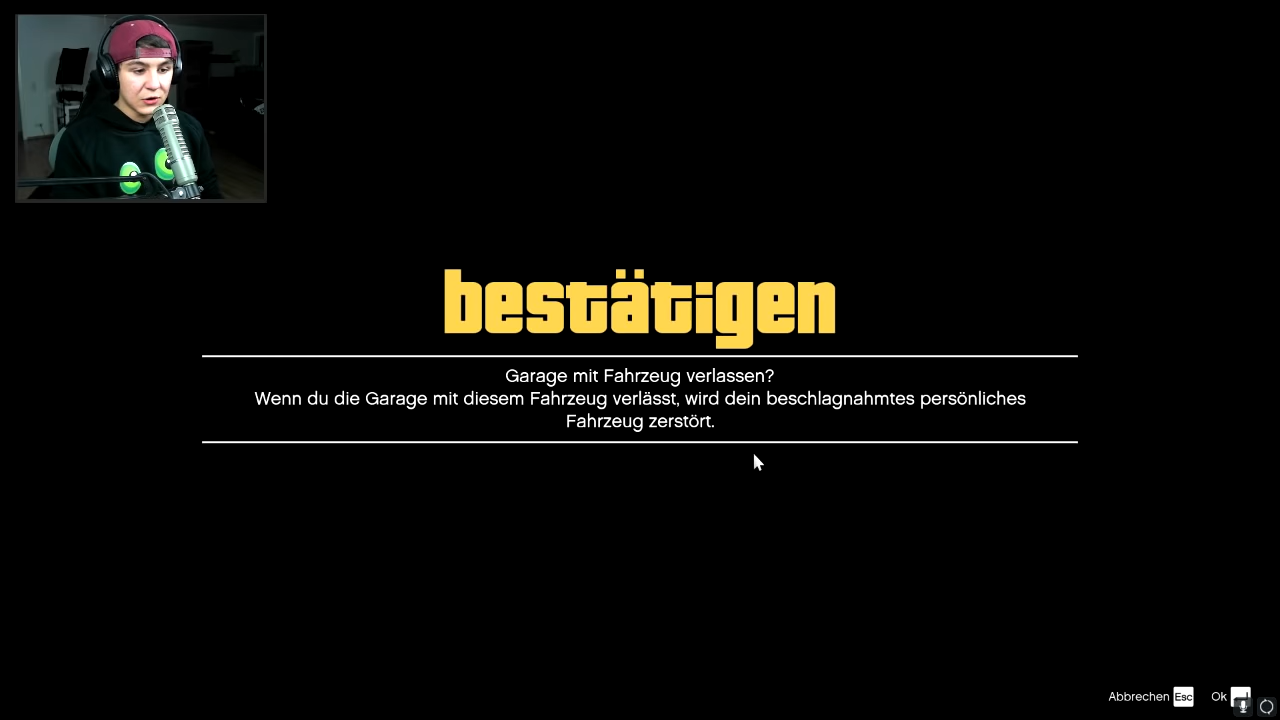 bestätigen
Garage mit Fahrzeug verlassen?
Wenn du die Garage mit diesem Fahrzeug verlässt, wird dein beschlagnahmtes persönliches
Fahrzeug zerstört.
Abbrechen Esc Ok